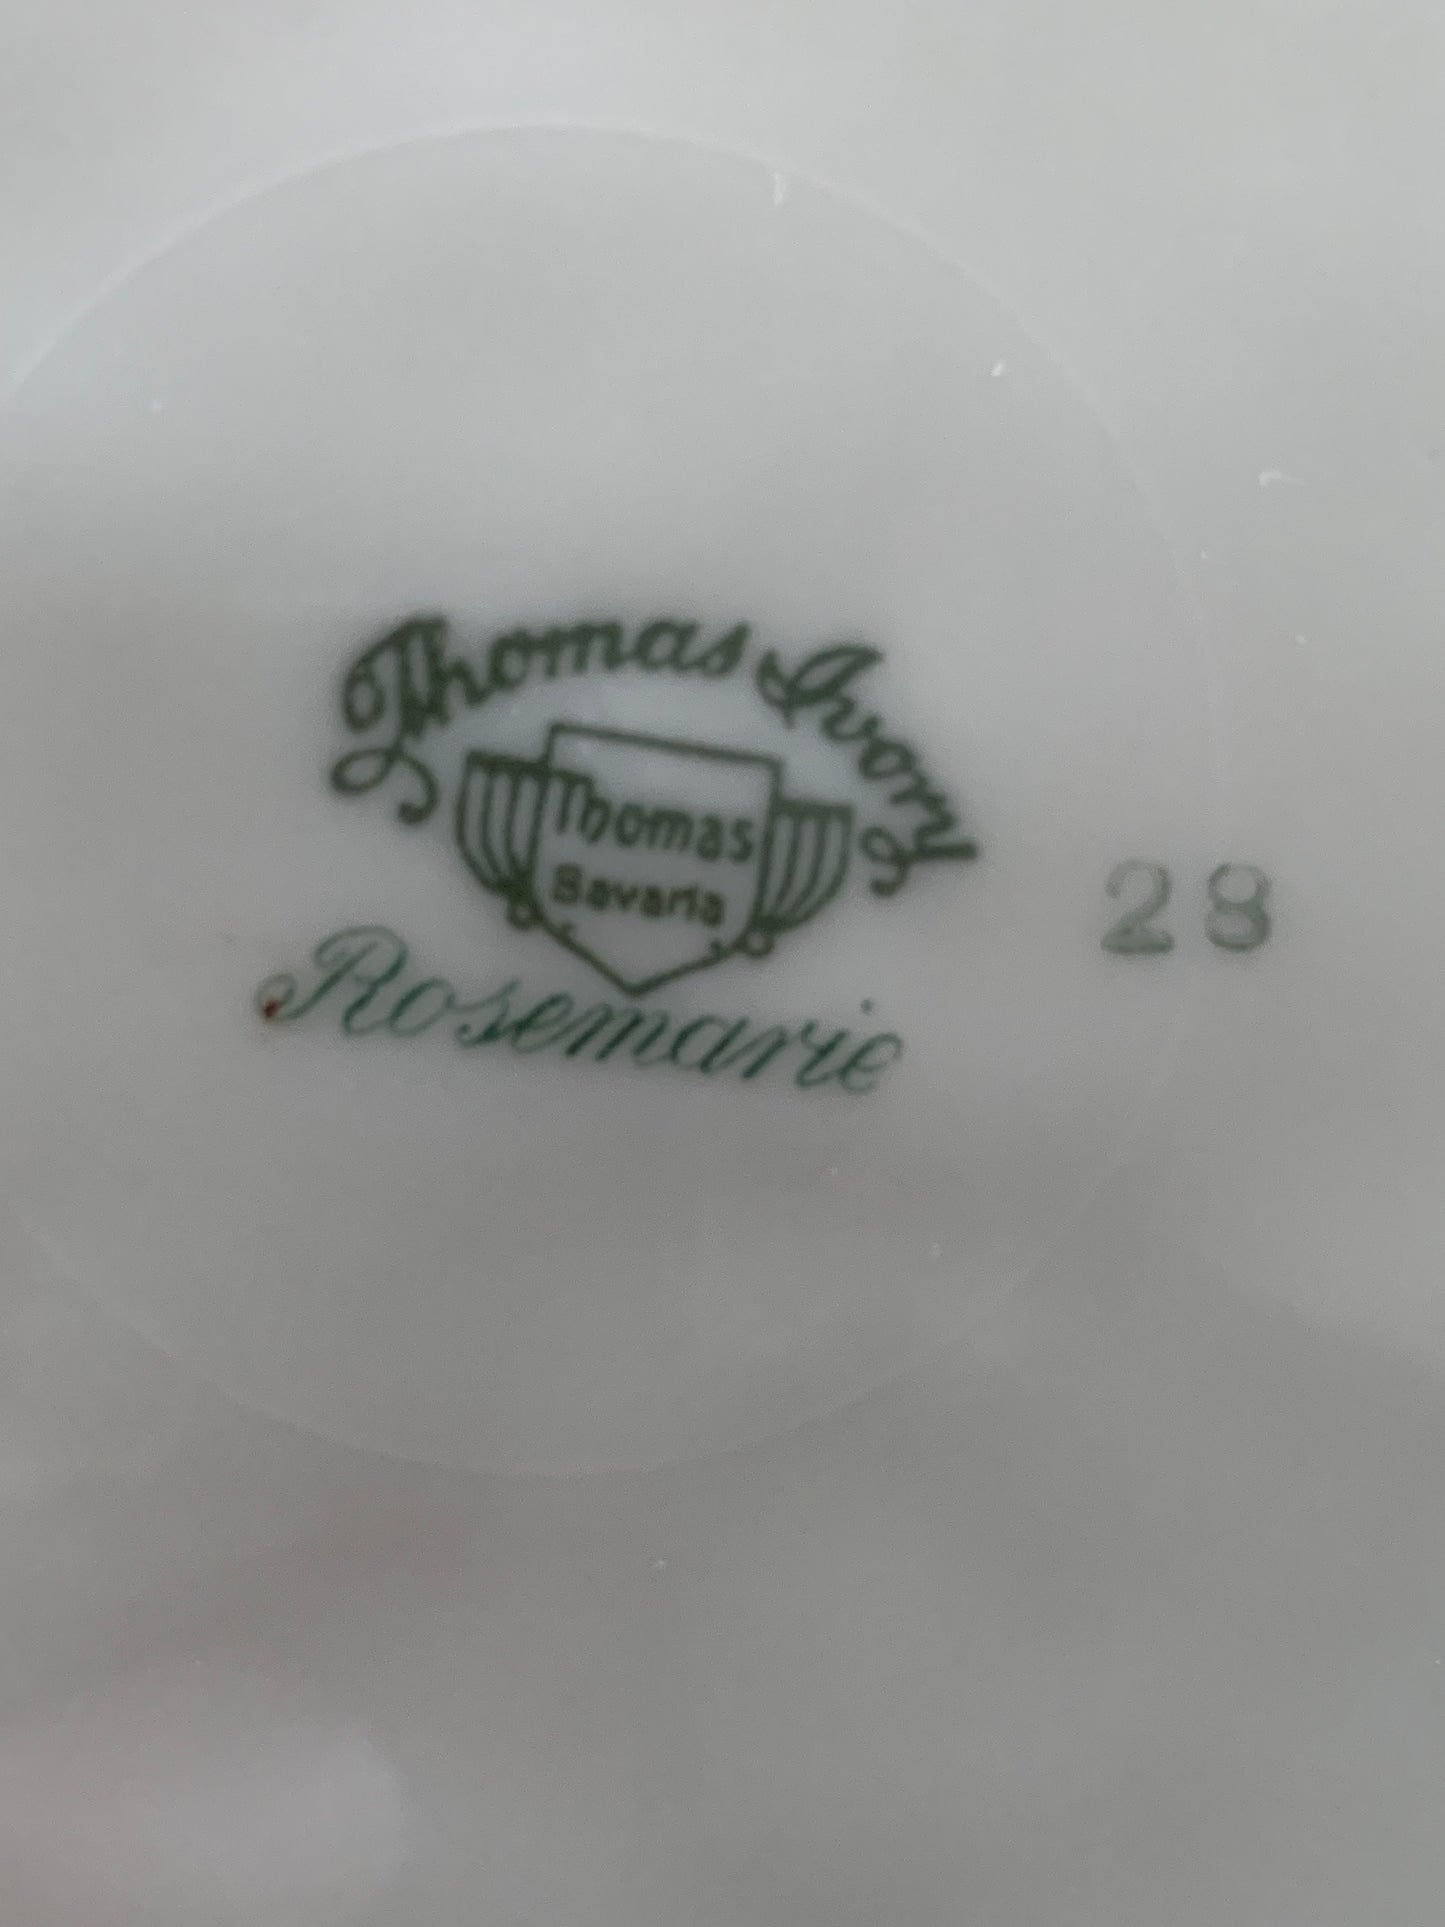 Thomas Ivory
Thomas
Bavaria
28
Rosemarie